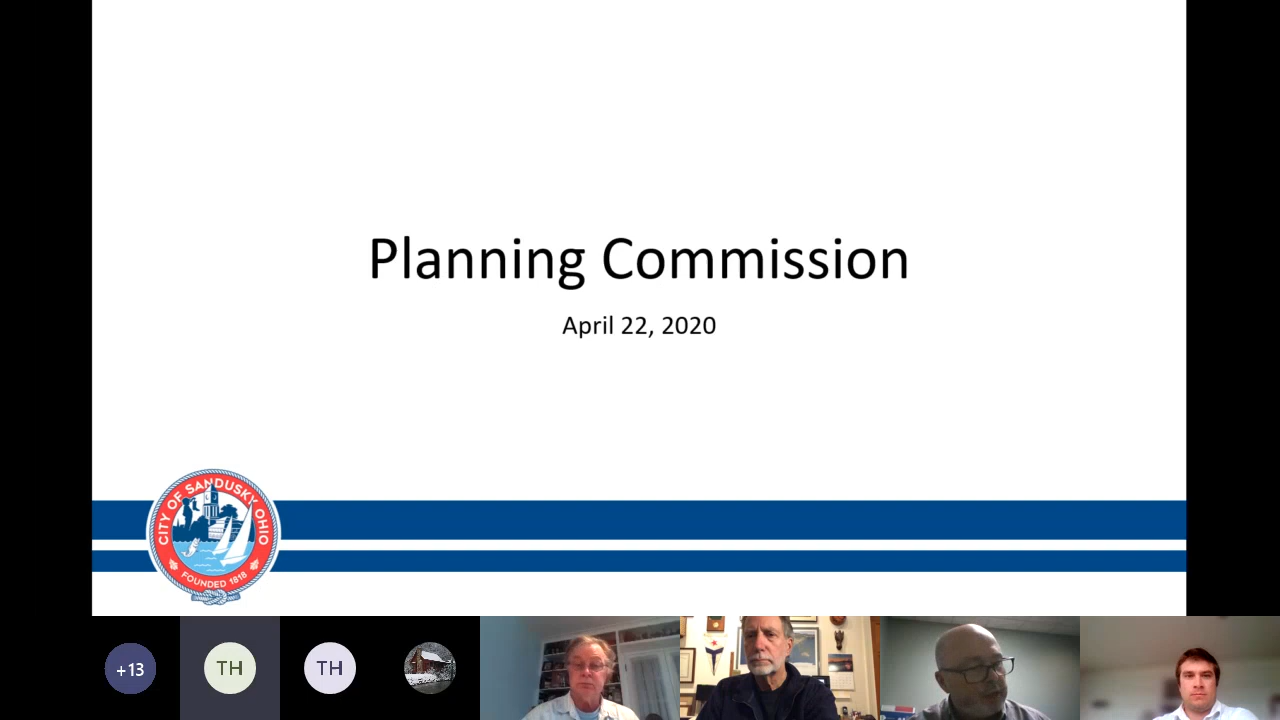 Planning Commission
April 22, 2020
CITY OF SANDUSKY, OHIO
FOUNDED 1818
+13
TH
TH